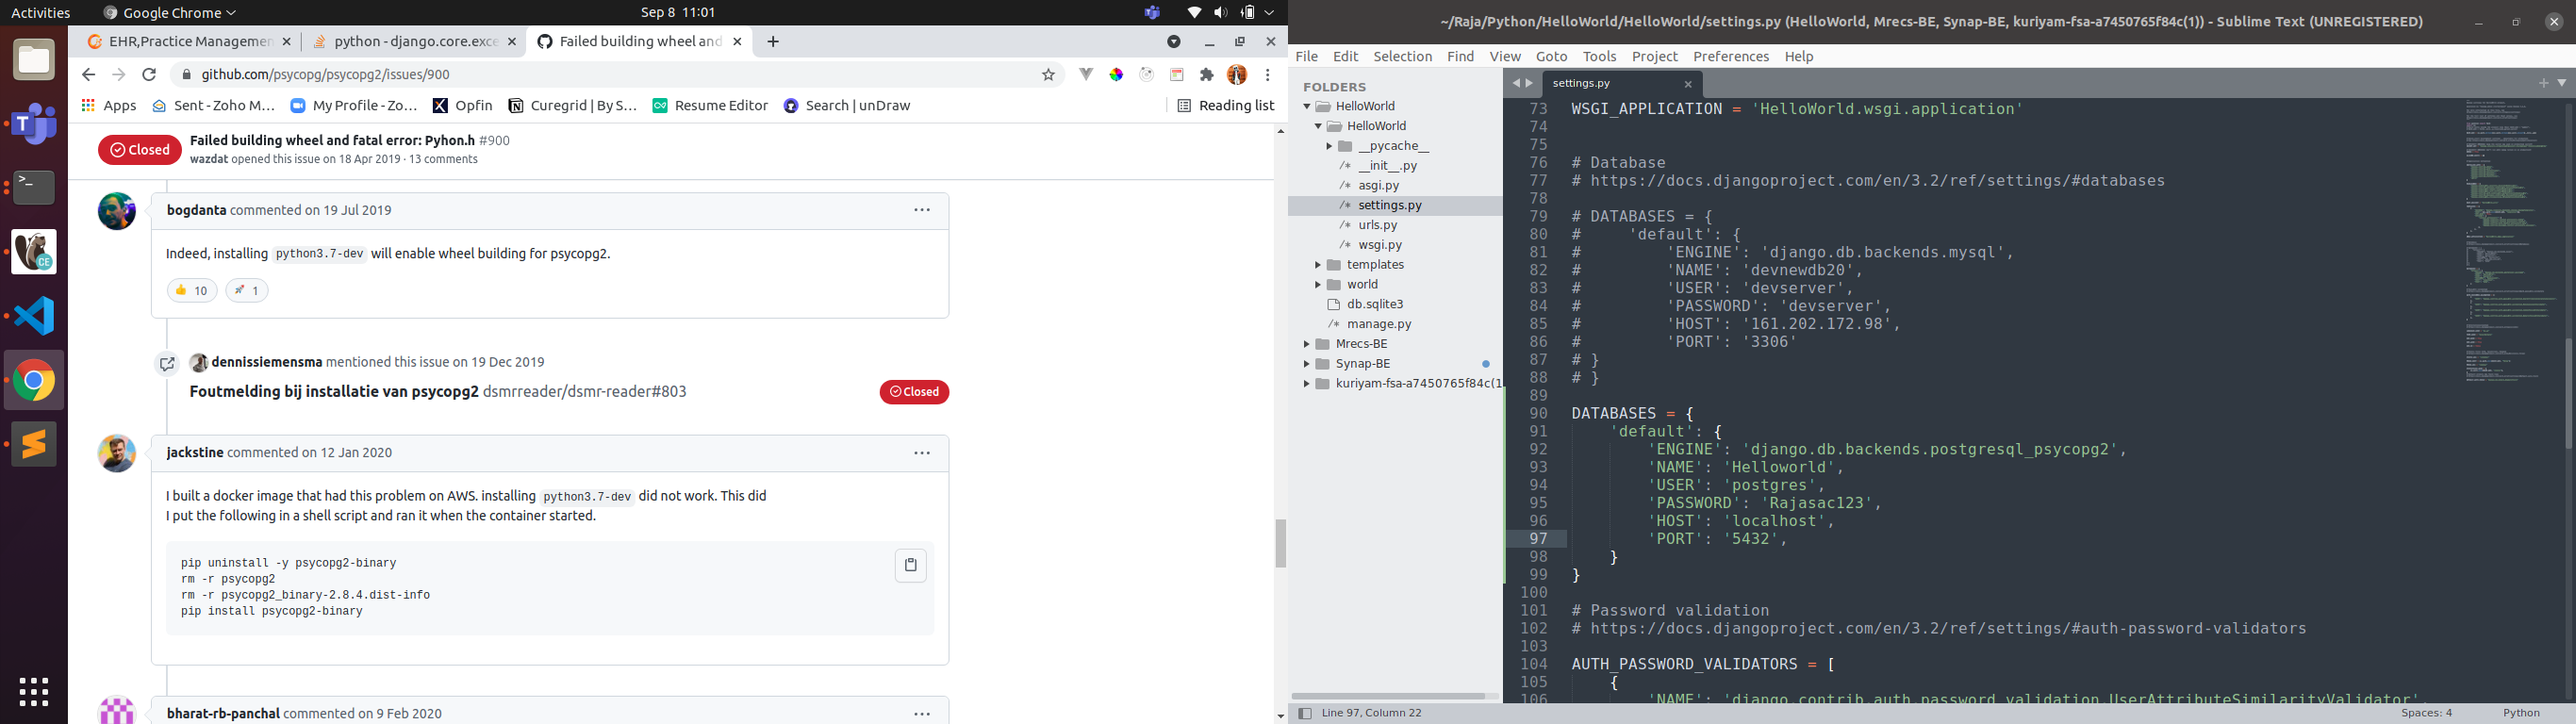 Activities
Google Chrome
Sep 8 11:01
EHR,Practice Managemen
python - django.core.exce
Failed building wheel and
github.com/psycopg/psycopg2/issues/900
Apps
Sent - Zoho M...
My Profile - Zo...
Opfin
Curegrid | By S...
Resume Editor
Search | unDraw
Reading list
Closed
Failed building wheel and fatal error: Pyhon.h #900
wazdat opened this issue on 18 Apr 2019 · 13 comments
bogdanta commented on 19 Jul 2019
Indeed, installing python3.7-dev will enable wheel building for psycopg2.
10
1
dennissiemensma mentioned this issue on 19 Dec 2019
Foutmelding bij installatie van psycopg2 dsmrreader/dsmr-reader#803
Closed
jackstine commented on 12 Jan 2020
I built a docker image that had this problem on AWS. installing python3.7-dev did not work. This did
I put the following in a shell script and ran it when the container started.
pip uninstall -y psycopg2-binary
rm -r psycopg2
rm -r psycopg2_binary-2.8.4.dist-info
pip install psycopg2-binary
bharat-rb-panchal commented on 9 Feb 2020
~/Raja/Python/HelloWorld/HelloWorld/settings.py (HelloWorld, Mrecs-BE, Synap-BE, kuriyam-fsa-a7450765f84c(1)) - Sublime Text (UNREGISTERED)
File Edit Selection Find View Goto Tools Project Preferences Help
FOLDERS
HelloWorld
HelloWorld
__pycache__
/* __init__.py
/* asgi.py
/* settings.py
/* urls.py
/* wsgi.py
templates
world
db.sqlite3
/* manage.py
Mrecs-BE
Synap-BE
kuriyam-fsa-a7450765f84c(1
settings.py
73 WSGI_APPLICATION = 'HelloWorld.wsgi.application'
74
75
76 # Database
77 # https://docs.djangoproject.com/en/3.2/ref/settings/#databases
78
79 # DATABASES = {
80 #     'default': {
81 #         'ENGINE': 'django.db.backends.mysql',
82 #         'NAME': 'devnewdb20',
83 #         'USER': 'devserver',
84 #         'PASSWORD': 'devserver',
85 #         'HOST': '161.202.172.98',
86 #         'PORT': '3306'
87 # }
88 # }
89
90 DATABASES = {
91     'default': {
92         'ENGINE': 'django.db.backends.postgresql_psycopg2',
93         'NAME': 'Helloworld',
94         'USER': 'postgres',
95         'PASSWORD': 'Rajasac123',
96         'HOST': 'localhost',
97         'PORT': '5432',
98     }
99 }
100
101 # Password validation
102 # https://docs.djangoproject.com/en/3.2/ref/settings/#auth-password-validators
103
104 AUTH_PASSWORD_VALIDATORS = [
105     {
106         'NAME': 'django.contrib.auth.password_validation.UserAttributeSimilarityValidator',
Line 97, Column 22
Spaces: 4
Python